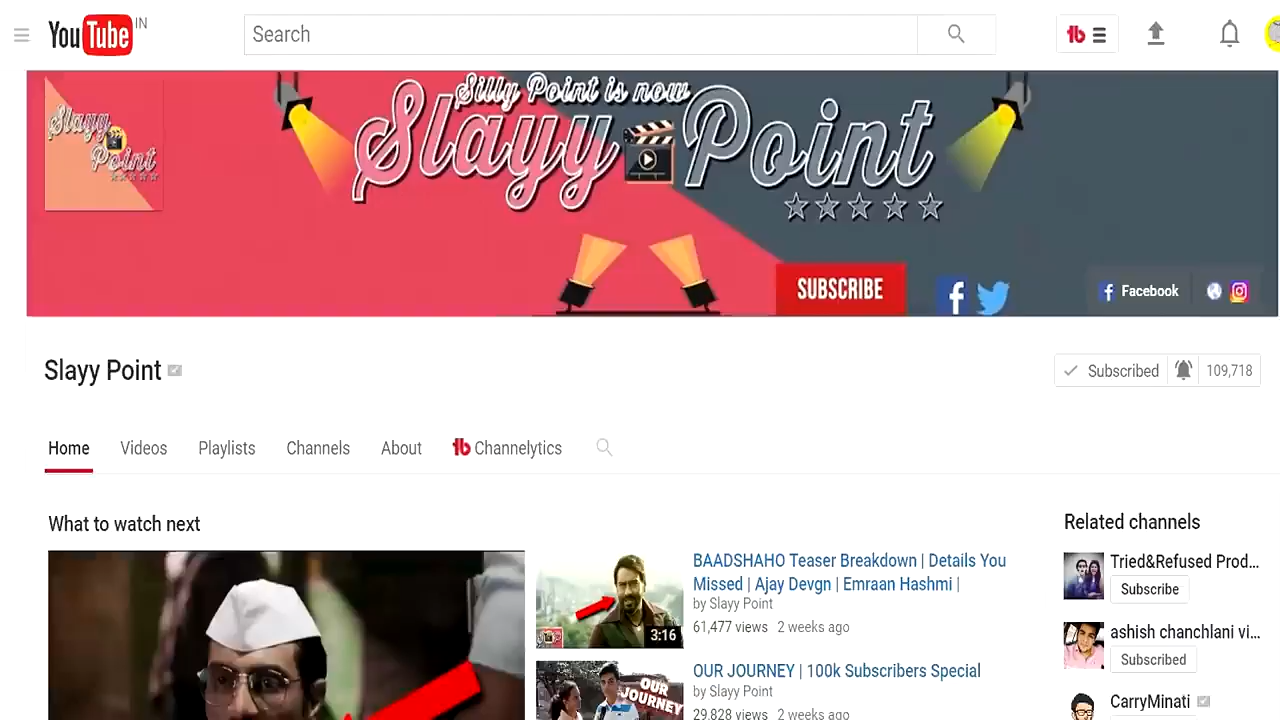 YouTube IN
Search
Silly Point is now
Slayy Point
Slayy
Point
SUBSCRIBE
Facebook
Slayy Point
Subscribed 109,718
Home Videos Playlists Channels About Channelytics
What to watch next
BAADSHAHO Teaser Breakdown | Details You
Missed | Ajay Devgn | Emraan Hashmi |
by Slayy Point
61,477 views 2 weeks ago
3:16
OUR JOURNEY | 100k Subscribers Special
by Slayy Point
29,828 views 2 weeks ago
OUR
JOURNEY
Related channels
Tried&Refused Prod...
Subscribe
ashish chanchlani vi...
Subscribed
CarryMinati